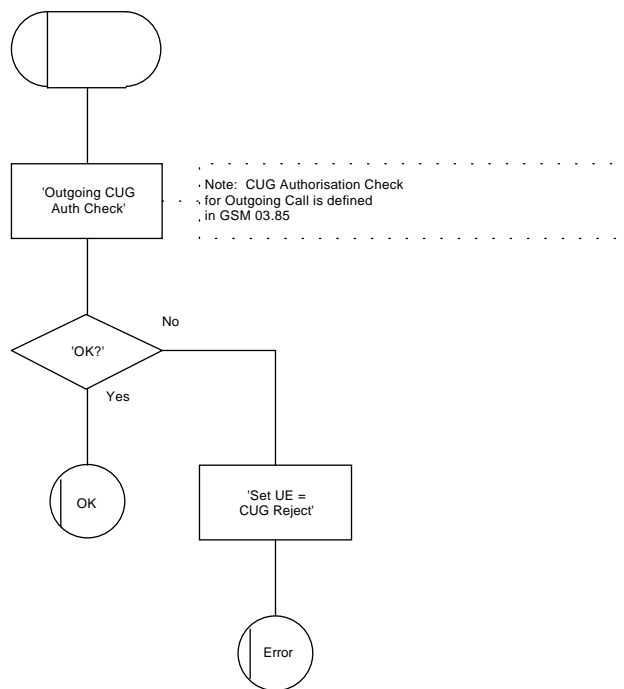 'Outgoing CUG
Auth Check'
Note: CUG Authorisation Check
for Outgoing Call is defined
in GSM 03.85
No
'OK?'
Yes
OK
'Set UE =
CUG Reject'
Error